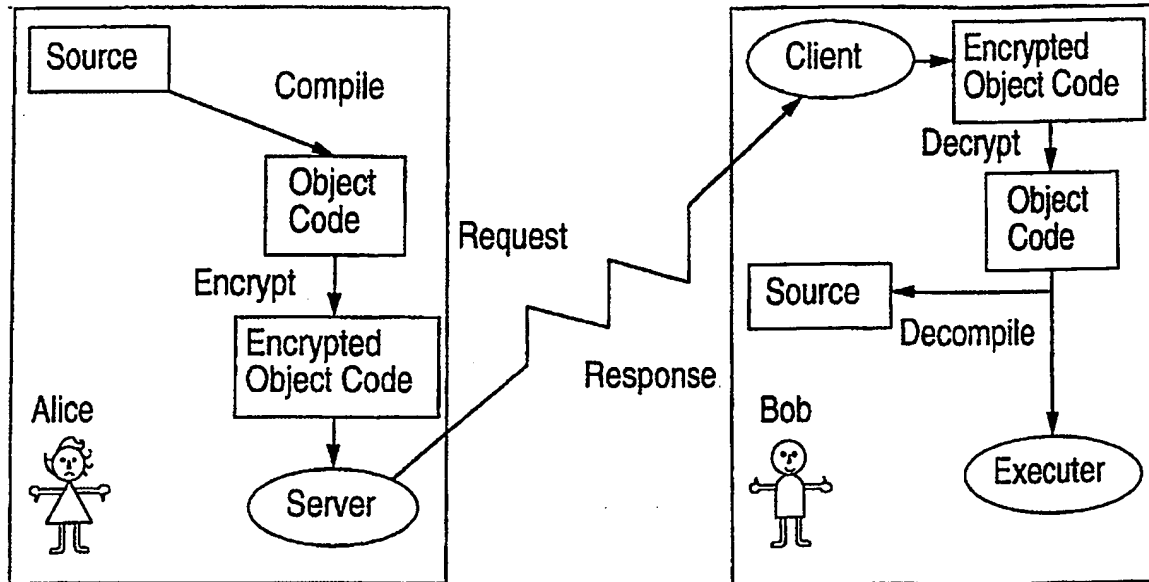 Source
Compile
Object
Code
Encrypt
Encrypted
Object Code
Alice
Server
Request
Response
Client
Encrypted
Object Code
Decrypt
Object
Code
Source
Decompile
Bob
Executer